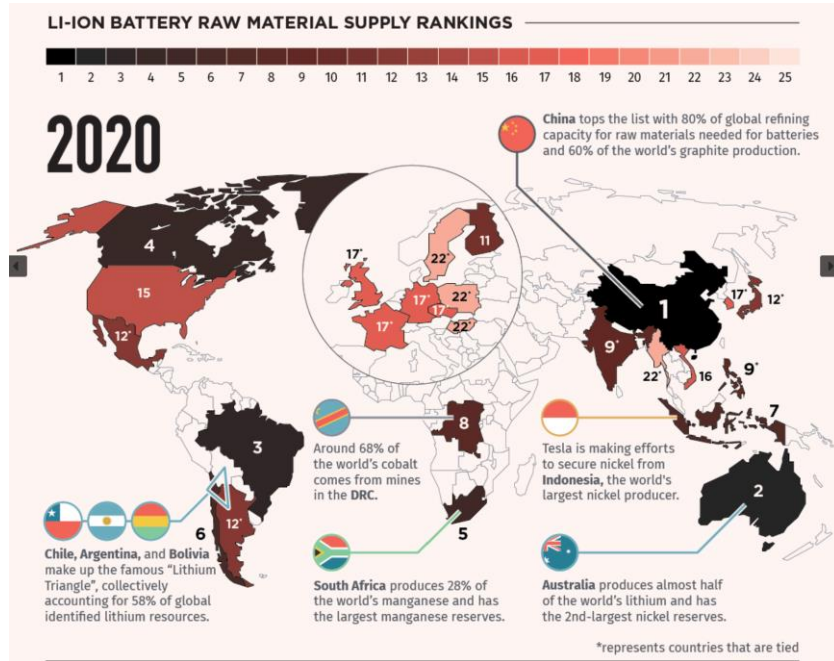 LI-ION BATTERY RAW MATERIAL SUPPLY RANKINGS
1 2 3 4 5 6 7 8 9 10 11 12 13 14 15 16 17 18 19 20 21 22 23 24 25
2020
China tops the list with 80% of global refining
capacity for raw materials needed for batteries
and 60% of the world's graphite production.
4
15
12*
3
12*
6
17*
22*
11
17*
22*
17
17*
22*
1
17*
12*
9*
22*
16
9*
7
8
5
2
Around 68% of
the world's cobalt
comes from mines
in the DRC.
Tesla is making efforts
to secure nickel from
Indonesia, the world's
largest nickel producer.
Chile, Argentina, and Bolivia
make up the famous “Lithium
Triangle”, collectively
accounting for 58% of global
identified lithium resources.
South Africa produces 28% of
the world's manganese and has
the largest manganese reserves.
Australia produces almost half
of the world's lithium and has
the 2nd-largest nickel reserves.
*represents countries that are tied